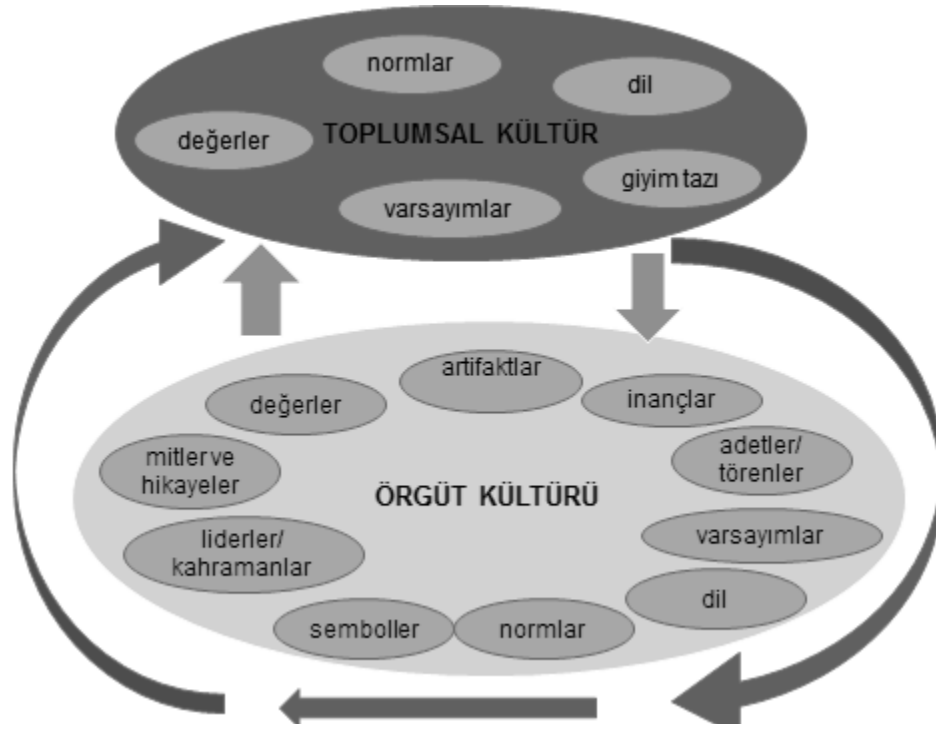 normlar
dil
değerler
TOPLUMSAL KÜLTÜR
giyim tazı
varsayımlar
artifaktlar
değerler
inançlar
adetler/
törenler
mitler ve
hikayeler
ÖRGÜT KÜLTÜRÜ
varsayımlar
liderler/
kahramanlar
dil
semboller
normlar